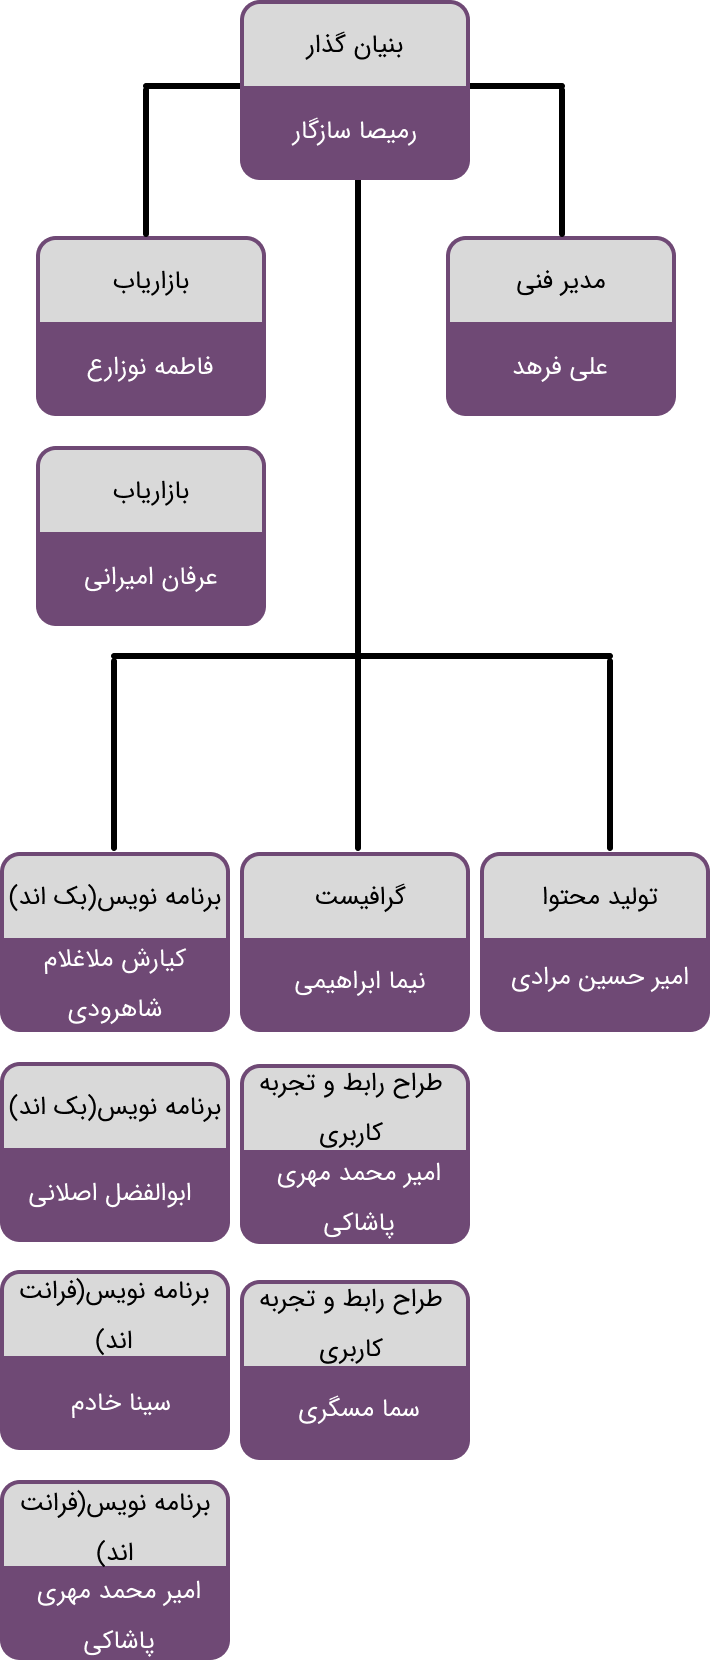 بنیان گذار
رمیصا سازگار
مدیر فنی
علی فرهد
بازاریاب
فاطمه نوزارع
بازاریاب
عرفان امیرانی
تولید محتوا
امیر حسین مرادی
گرافیست
نیما ابراهیمی
طراح رابط و تجربه
کاربری
امیر محمد مهری
پاشاکی
طراح رابط و تجربه
کاربری
سما مسگری
برنامه نویس(بک اند)
کیارش ملاغلام
شاهرودی
برنامه نویس(بک اند)
ابوالفضل اصلانی
برنامه نویس(فرانت
اند)
سینا خادم
برنامه نویس(فرانت
اند)
امیر محمد مهری
پاشاکی